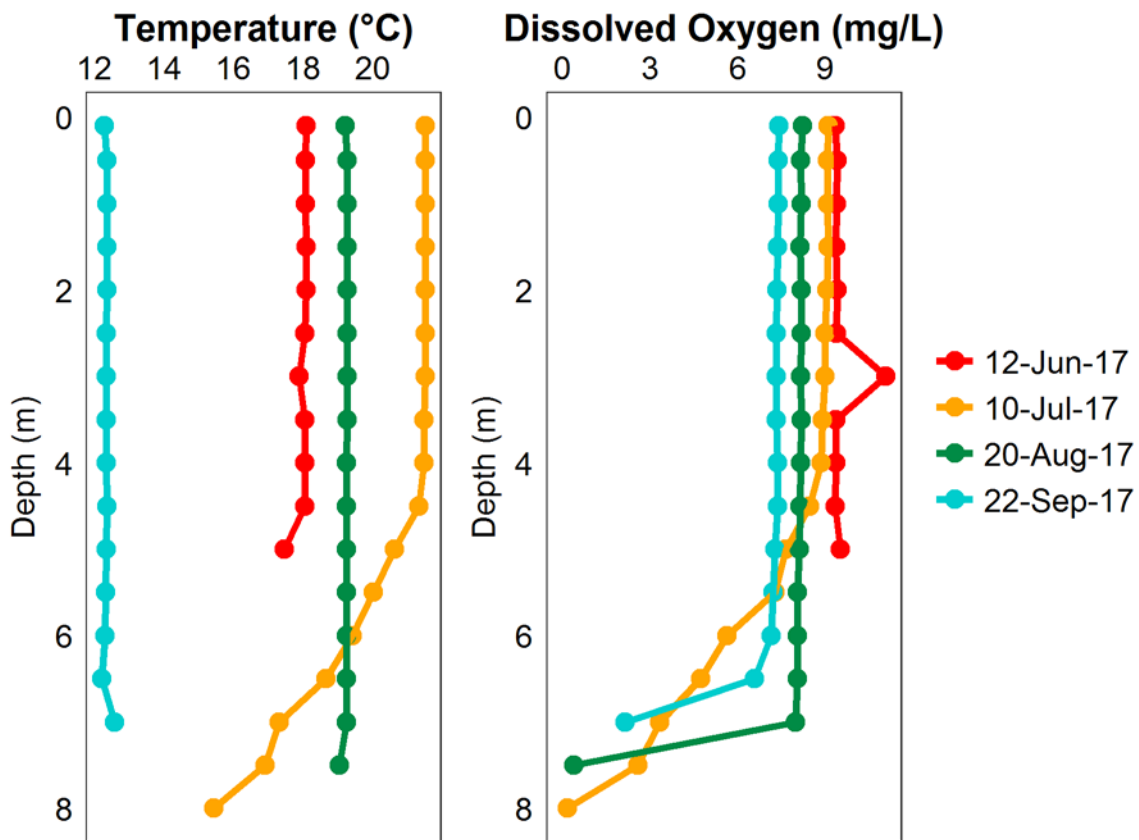 Temperature (°C)
12 14 16 18 20
0
2
4
6
8
Depth (m)
Dissolved Oxygen (mg/L)
0 3 6 9
0
2
4
6
8
Depth (m)
12-Jun-17
10-Jul-17
20-Aug-17
22-Sep-17